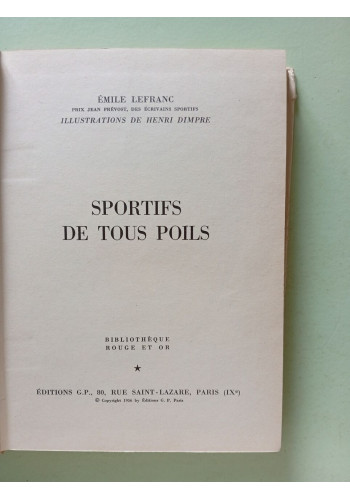 ÉMILE LEFRANC
PRIX JEAN PRÉVOST, DES ÉCRIVAINS SPORTIFS
ILLUSTRATIONS DE HENRI DIMPRE
SPORTIFS
DE TOUS POILS
BIBLIOTHÈQUE
ROUGE ET OR
★
ÉDITIONS G.P., 80, RUE SAINT-LAZARE, PARIS (IXᵉ)
© Copyright 1956 by Éditions G. P. Paris